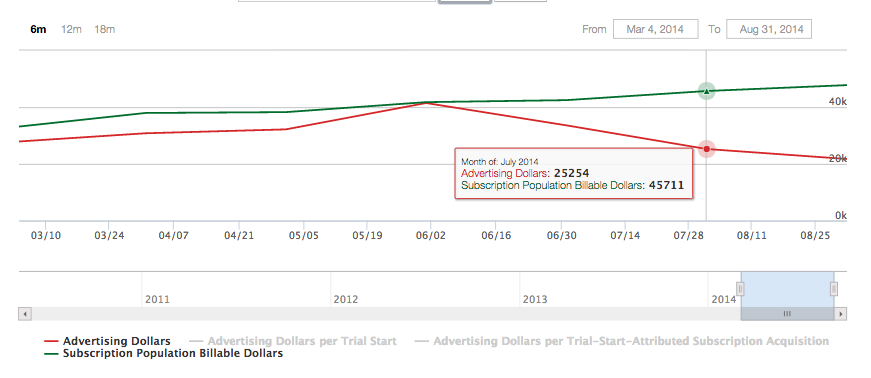 6m 12m 18m From Mar 4, 2014 To Aug 31, 2014
40k
Month of: July 2014
20k
Advertising Dollars: 25254
Subscription Population Billable Dollars: 45711
0k
03/10 03/24 04/07 04/21 05/05 05/19 06/02 06/16 06/30 07/14 07/28 08/11 08/25
2011 2012 2013 2014
Advertising Dollars Advertising Dollars per Trial Start Advertising Dollars per Trial-Start-Attributed Subscription Acquisition
Subscription Population Billable Dollars